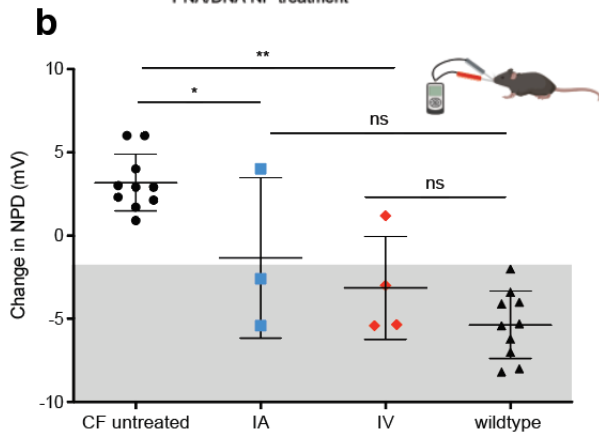 b
10
**
*
ns
5
ns
0
-5
-10
Change in NPD (mV)
CF untreated IA IV wildtype